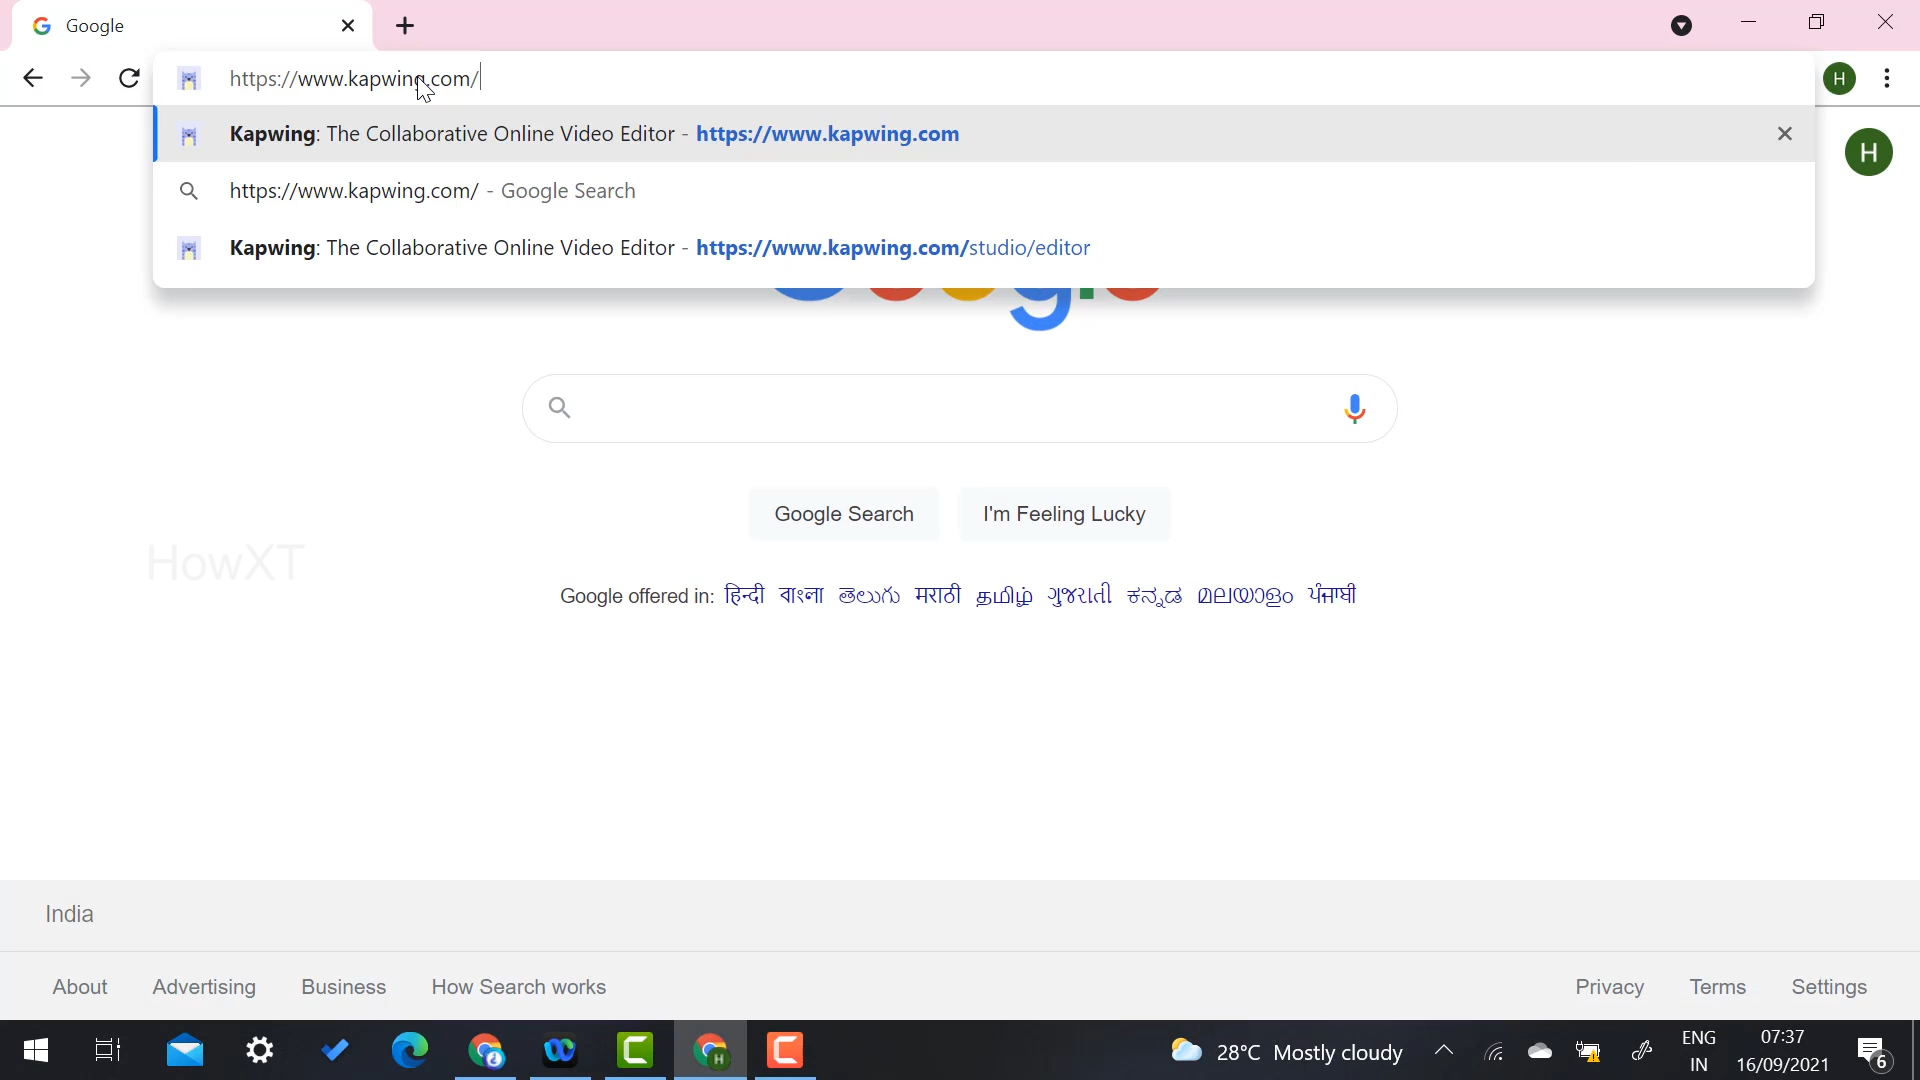 Google
https://www.kapwing.com/
H
Kapwing: The Collaborative Online Video Editor - https://www.kapwing.com
H
https://www.kapwing.com/ - Google Search
Kapwing: The Collaborative Online Video Editor - https://www.kapwing.com/studio/editor
Google Search
I'm Feeling Lucky
HowXT
Google offered in: हिन्दी বাংলা తెలుగు मराठी தமிழ் ગુજરાતી ಕನ್ನಡ മലയാളം ਪੰਜਾਬੀ
India
About Advertising Business How Search works Privacy Terms Settings
28°C Mostly cloudy
ENG
IN
07:37
16/09/2021
6